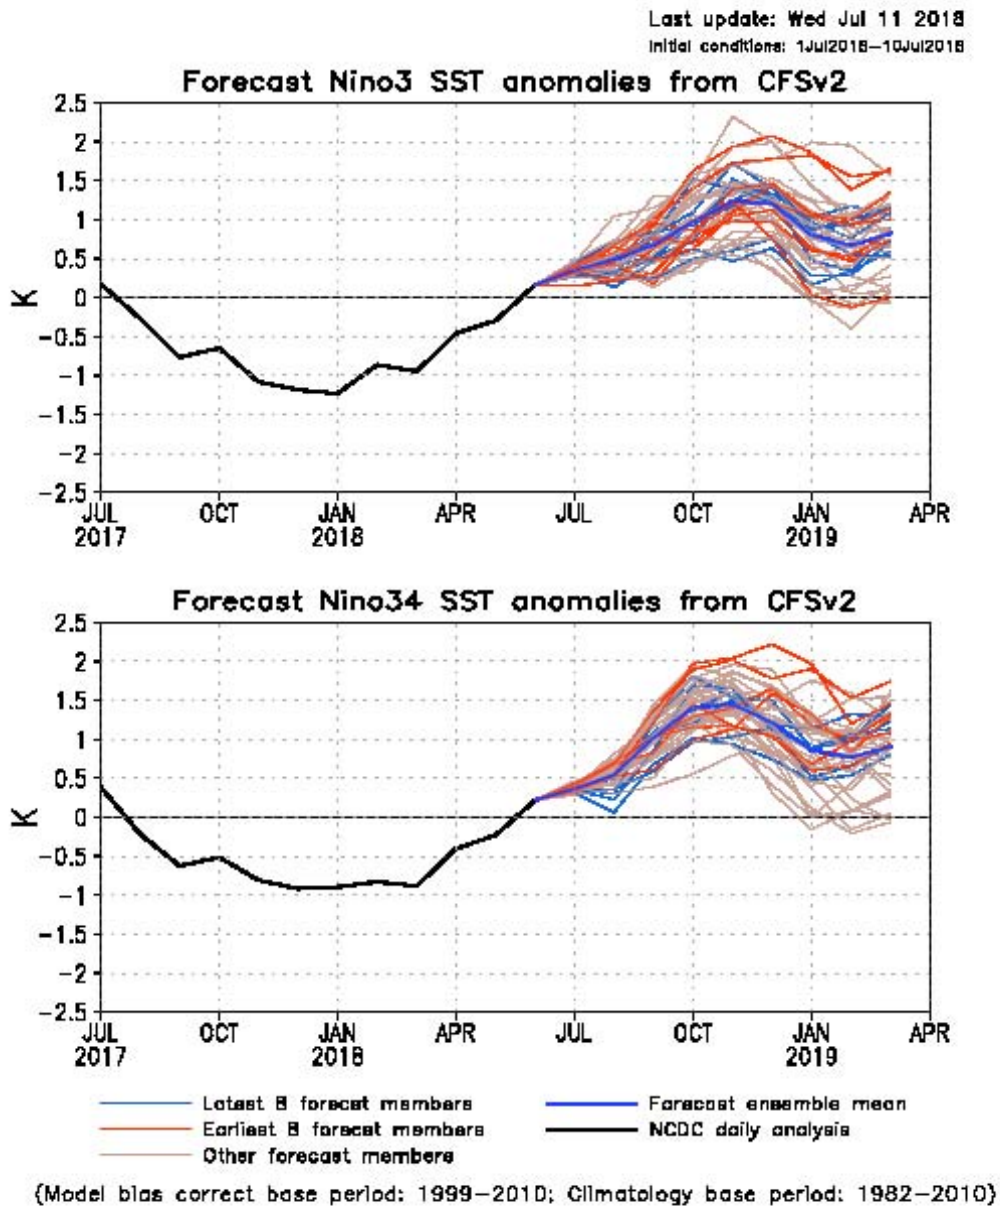 Last update: Wed Jul 11 2018
Initial conditions: 1Jul2018–10Jul2018
Forecast Nino3 SST anomalies from CFSv2
2.5
2
1.5
1
0.5
0
−0.5
−1
−1.5
−2
−2.5
K
JUL OCT JAN APR JUL OCT JAN APR
2017 2018 2019
Forecast Nino34 SST anomalies from CFSv2
2.5
2
1.5
1
0.5
0
−0.5
−1
−1.5
−2
−2.5
K
JUL OCT JAN APR JUL OCT JAN APR
2017 2018 2019
Latest 8 forecast members
Earliest 8 forecast members
Other forecast members
Forecast ensemble mean
NCDC daily analysis
(Model bias correct base period: 1999–2010; Climatology base period: 1982–2010)